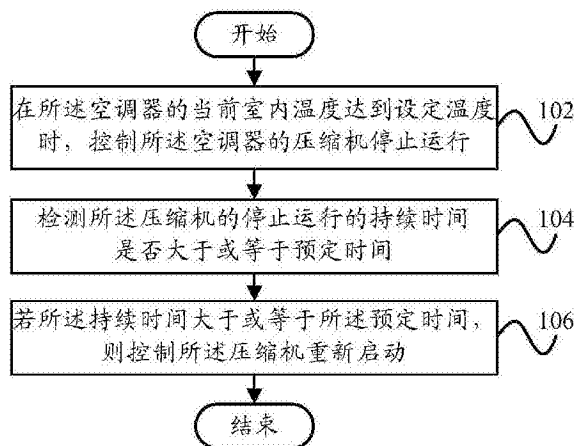 开始
在所述空调器的当前室内温度达到设定温度
时，控制所述空调器的压缩机停止运行
102
检测所述压缩机的停止运行的持续时间
是否大于或等于预定时间
104
若所述持续时间大于或等于所述预定时间，
则控制所述压缩机重新启动
106
结束